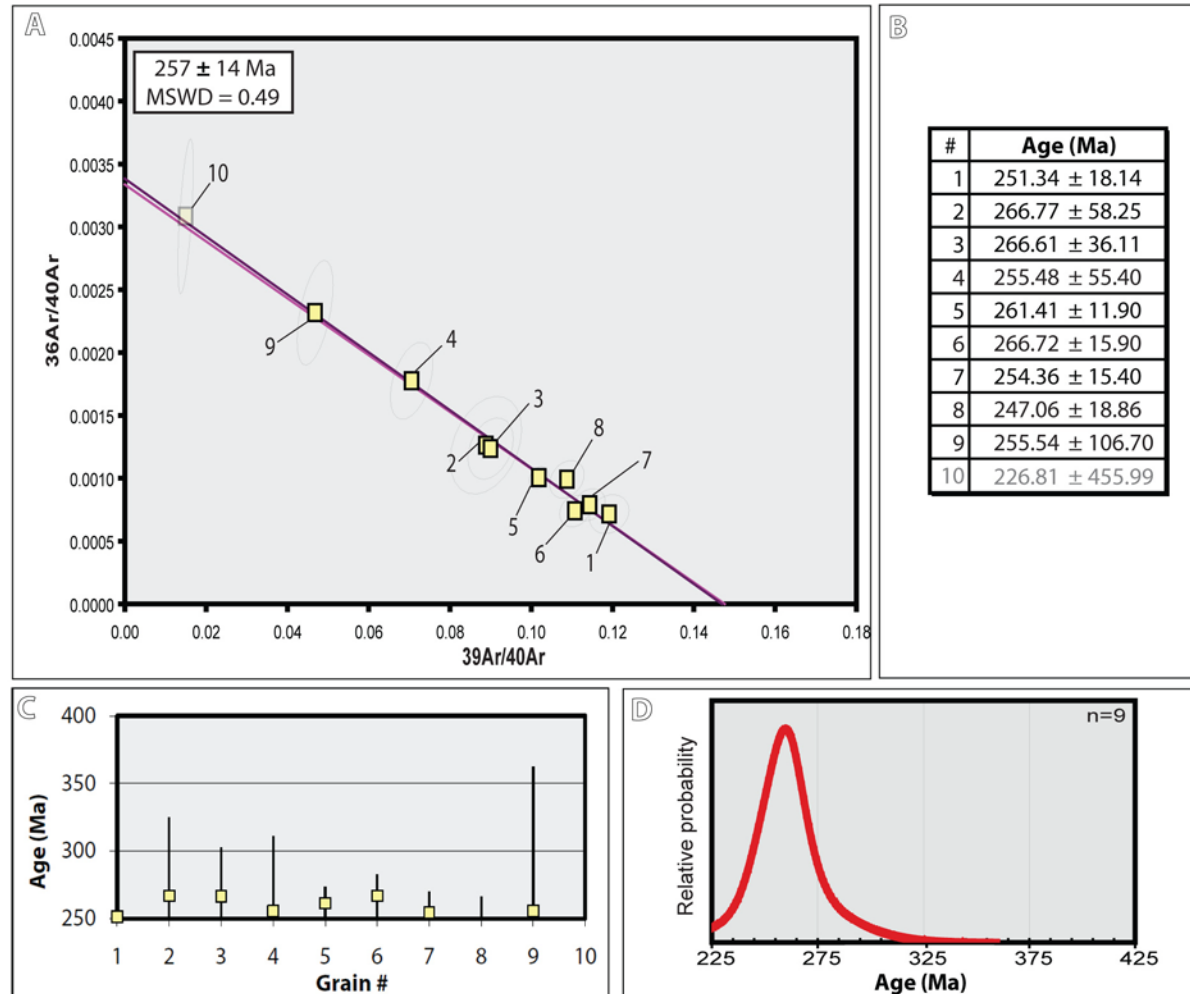 A
0.0045
0.0040
0.0035
0.0030
0.0025
0.0020
0.0015
0.0010
0.0005
0.0000
36Ar/40Ar
257 ± 14 Ma
MSWD = 0.49
10
9
4
3
2
8
7
5
6
1
0.00 0.02 0.04 0.06 0.08 0.10 0.12 0.14 0.16 0.18
39Ar/40Ar
B
# Age (Ma)
1 251.34 ± 18.14
2 266.77 ± 58.25
3 266.61 ± 36.11
4 255.48 ± 55.40
5 261.41 ± 11.90
6 266.72 ± 15.90
7 254.36 ± 15.40
8 247.06 ± 18.86
9 255.54 ± 106.70
10 226.81 ± 455.99
C
400
350
300
250
Age (Ma)
1 2 3 4 5 6 7 8 9 10
Grain #
D
n=9
Relative probability
225 275 325 375 425
Age (Ma)